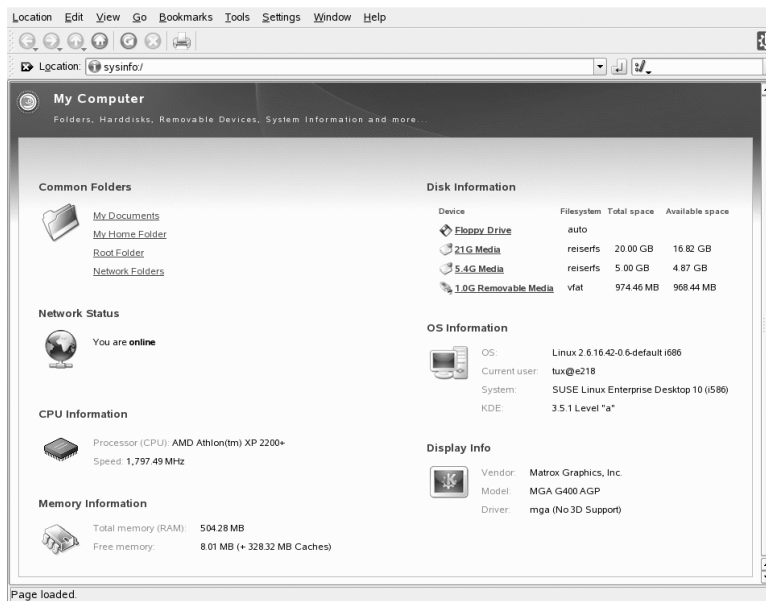 Location Edit View Go Bookmarks Tools Settings Window Help
Location: sysinfo:/
My Computer
Folders, Harddisks, Removable Devices, System Information and more...
Common Folders
My Documents
My Home Folder
Root Folder
Network Folders
Network Status
You are online
CPU Information
Processor (CPU): AMD Athlon(tm) XP 2200+
Speed: 1,797.49 MHz
Memory Information
Total memory (RAM): 504.28 MB
Free memory: 8.01 MB (+ 328.32 MB Caches)
Disk Information
Device Filesystem Total space Available space
Floppy Drive auto
21G Media reiserfs 20.00 GB 16.82 GB
5.4G Media reiserfs 5.00 GB 4.87 GB
1.0G Removable Media vfat 974.46 MB 968.44 MB
OS Information
OS: Linux 2.6.16.42-0.6-default i686
Current user: tux@e218
System: SUSE Linux Enterprise Desktop 10 (i586)
KDE: 3.5.1 Level "a"
Display Info
Vendor: Matrox Graphics, Inc.
Model: MGA G400 AGP
Driver: mga (No 3D Support)
Page loaded.